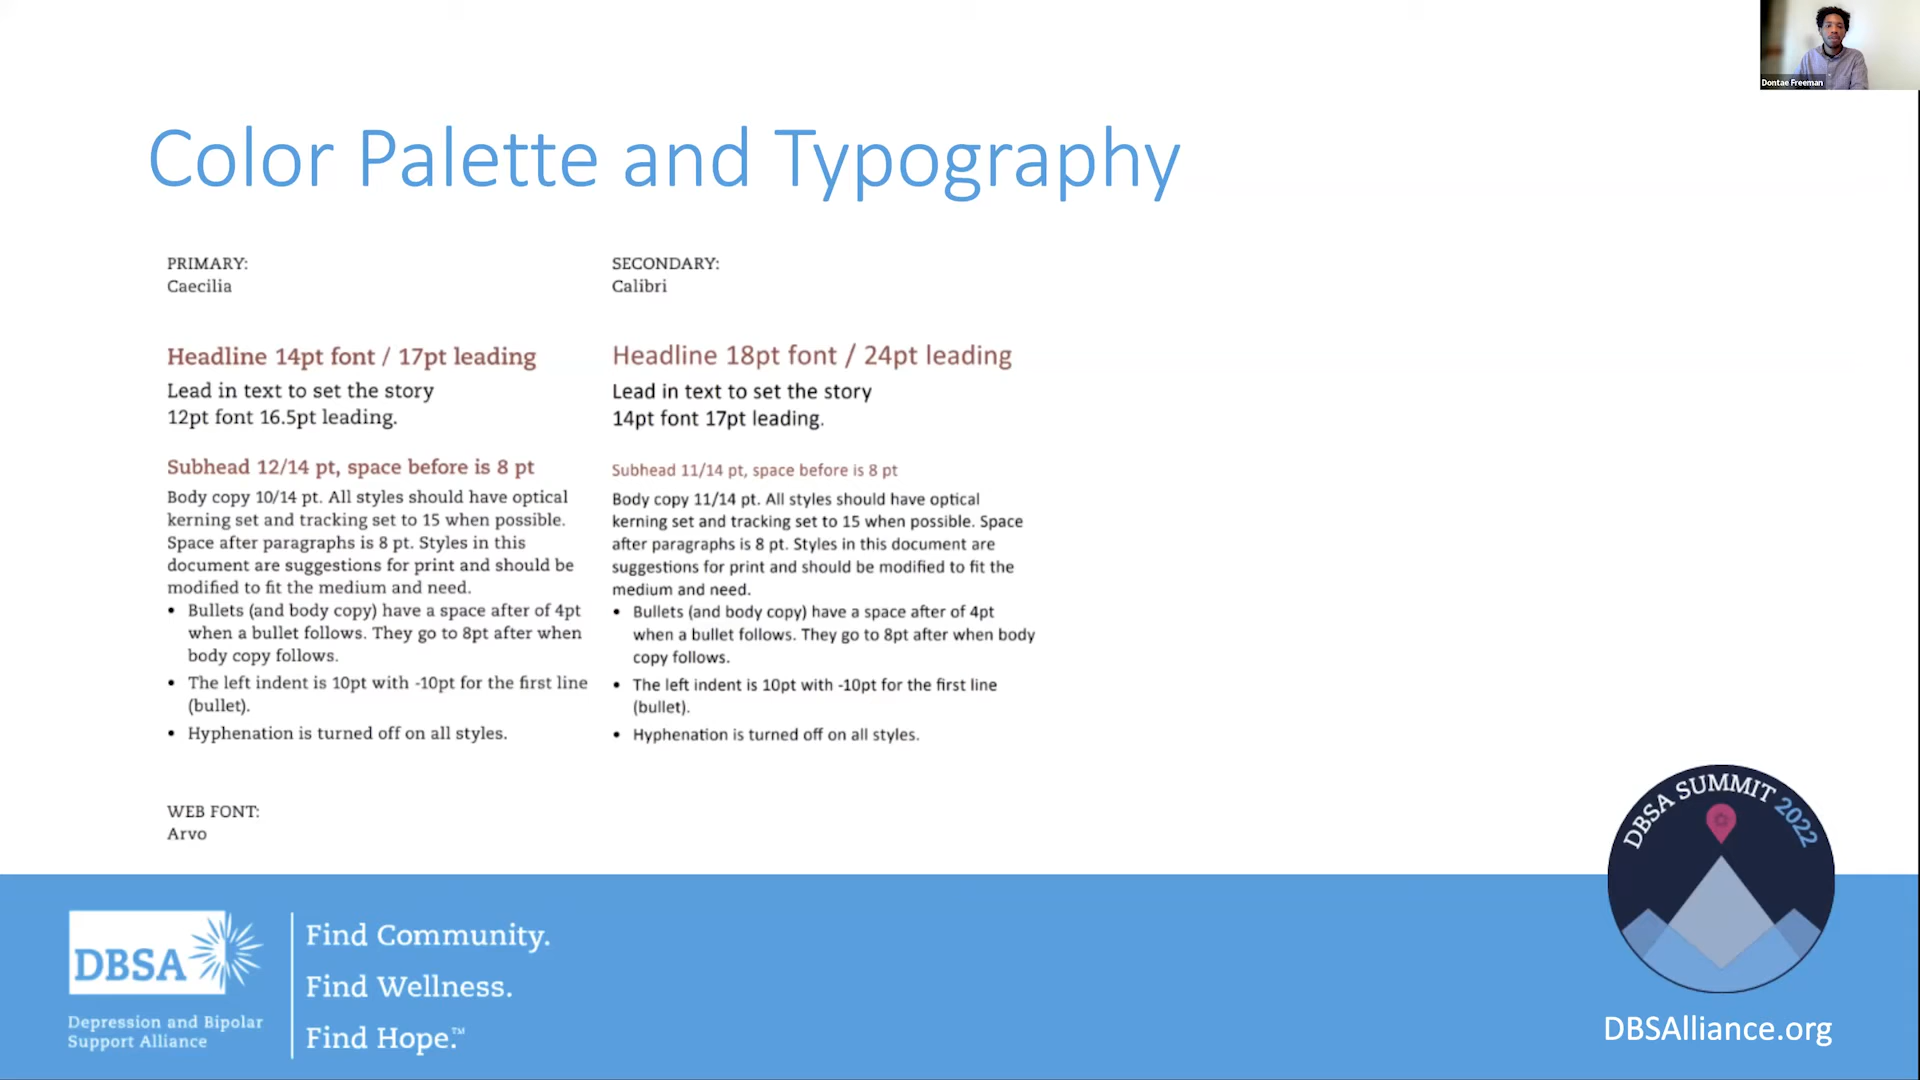 Dontae Freeman
Color Palette and Typography
PRIMARY:
Caecilia
Headline 14pt font / 17pt leading
Lead in text to set the story
12pt font 16.5pt leading.
Subhead 12/14 pt, space before is 8 pt
Body copy 10/14 pt. All styles should have optical
kerning set and tracking set to 15 when possible.
Space after paragraphs is 8 pt. Styles in this
document are suggestions for print and should be
modified to fit the medium and need.
• Bullets (and body copy) have a space after of 4pt
when a bullet follows. They go to 8pt after when
body copy follows.
• The left indent is 10pt with -10pt for the first line
(bullet).
• Hyphenation is turned off on all styles.
WEB FONT:
Arvo
SECONDARY:
Calibri
Headline 18pt font / 24pt leading
Lead in text to set the story
14pt font 17pt leading.
Subhead 11/14 pt, space before is 8 pt
Body copy 11/14 pt. All styles should have optical
kerning set and tracking set to 15 when possible. Space
after paragraphs is 8 pt. Styles in this document are
suggestions for print and should be modified to fit the
medium and need.
• Bullets (and body copy) have a space after of 4pt
when a bullet follows. They go to 8pt after when body
copy follows.
• The left indent is 10pt with -10pt for the first line
(bullet).
• Hyphenation is turned off on all styles.
DBSA
Depression and Bipolar
Support Alliance
Find Community.
Find Wellness.
Find Hope.™
DBSA SUMMIT 2022
DBSAlliance.org